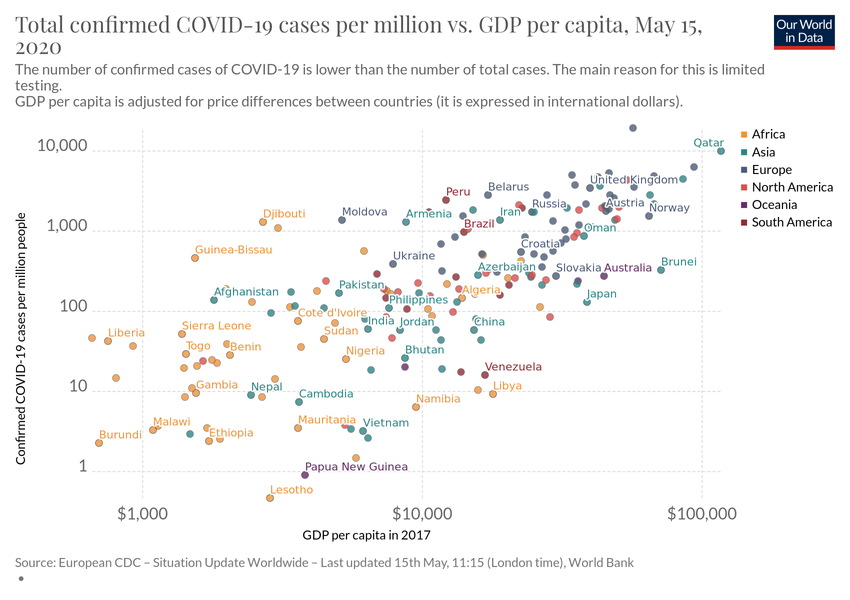 Total confirmed COVID-19 cases per million vs. GDP per capita, May 15,
2020
Our World
in Data
The number of confirmed cases of COVID-19 is lower than the number of total cases. The main reason for this is limited
testing.
GDP per capita is adjusted for price differences between countries (it is expressed in international dollars).
Confirmed COVID-19 cases per million people
10,000
1,000
100
10
1
Qatar
United Kingdom
Peru
Belarus
Djibouti
Moldova
Armenia
Iran
Russia
Austria
Norway
Brazil
Oman
Guinea-Bissau
Ukraine
Croatia
Azerbaijan
Slovakia
Australia
Brunei
Afghanistan
Pakistan
Algeria
Philippines
Japan
Cote d'Ivoire
India
Jordan
China
Liberia
Sierra Leone
Sudan
Togo
Benin
Nigeria
Bhutan
Venezuela
Gambia
Nepal
Cambodia
Namibia
Libya
Burundi
Malawi
Ethiopia
Mauritania
Vietnam
Papua New Guinea
Lesotho
$1,000
$10,000
$100,000
GDP per capita in 2017
Africa
Asia
Europe
North America
Oceania
South America
Source: European CDC – Situation Update Worldwide – Last updated 15th May, 11:15 (London time), World Bank